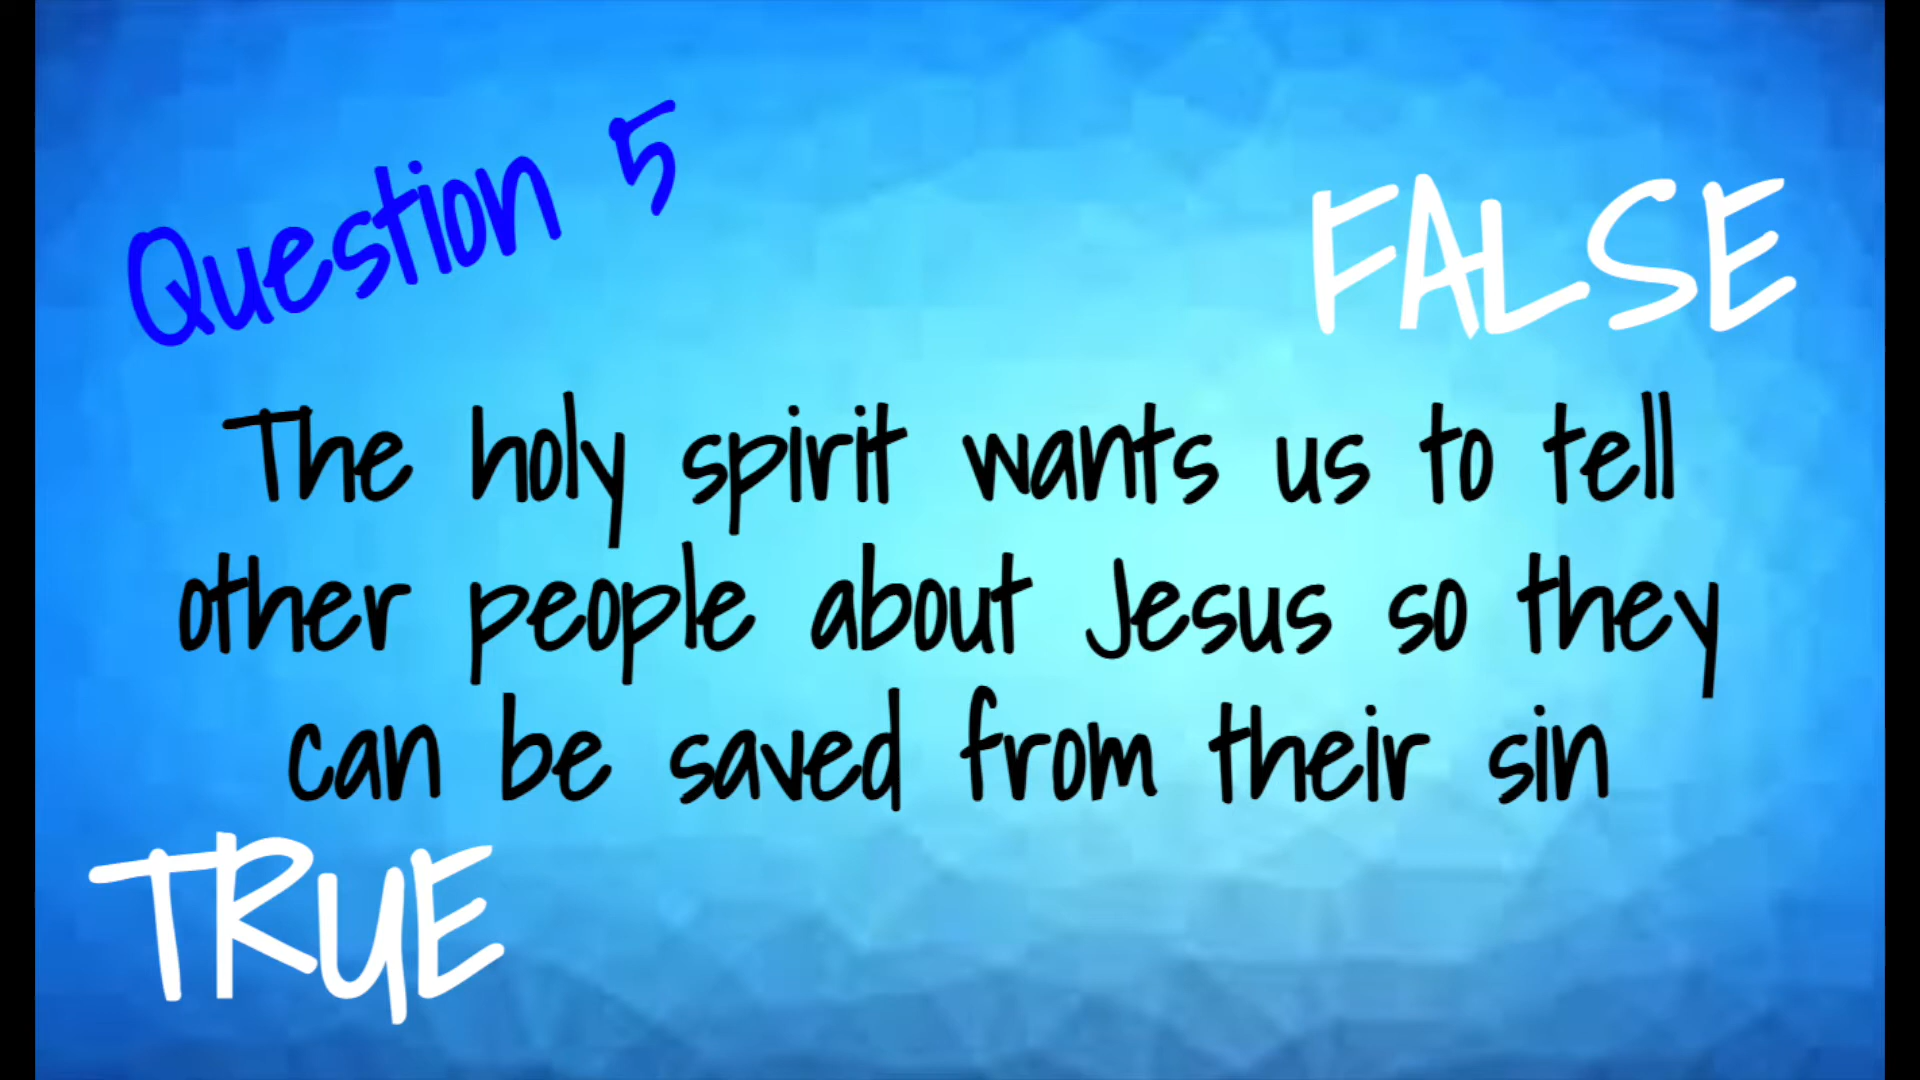 Question 5
FALSE
The holy spirit wants us to tell
other people about Jesus so they
can be saved from their sin
TRUE